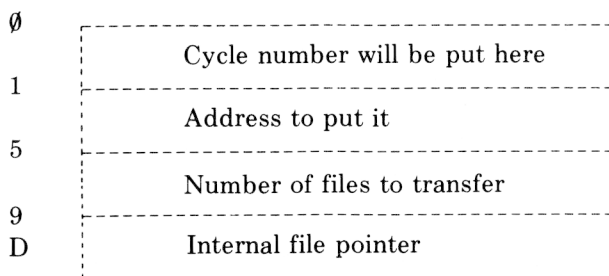 Ø
Cycle number will be put here
1
Address to put it
5
Number of files to transfer
9
D Internal file pointer